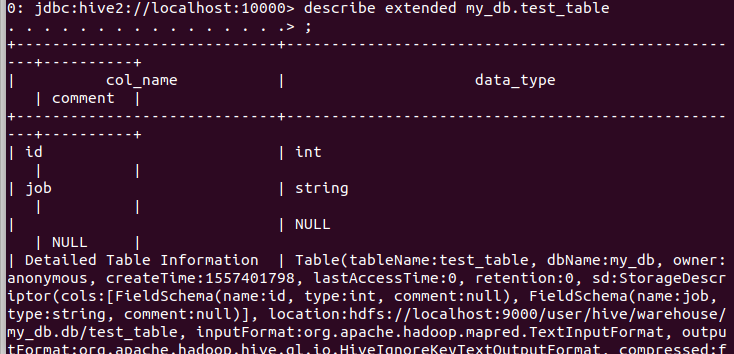 0: jdbc:hive2://localhost:10000> describe extended my_db.test_table
. . . . . . . . . . . . . . . .> ;
+------------------------------+-------------------------------------------------
---+----------+
|          col_name           |                     data_type
   | comment  |
+------------------------------+-------------------------------------------------
---+----------+
| id                          | int
   |          |
| job                         | string
   |          |
|                             | NULL
   | NULL     |
| Detailed Table Information  | Table(tableName:test_table, dbName:my_db, owner:
anonymous, createTime:1557401798, lastAccessTime:0, retention:0, sd:StorageDescr
iptor(cols:[FieldSchema(name:id, type:int, comment:null), FieldSchema(name:job,
type:string, comment:null)], location:hdfs://localhost:9000/user/hive/warehouse/
my_db.db/test_table, inputFormat:org.apache.hadoop.mapred.TextInputFormat, outpu
tFormat:org.apache.hadoop.hive.ql.io.HiveIgnoreKeyTextOutputFormat, compressed:f